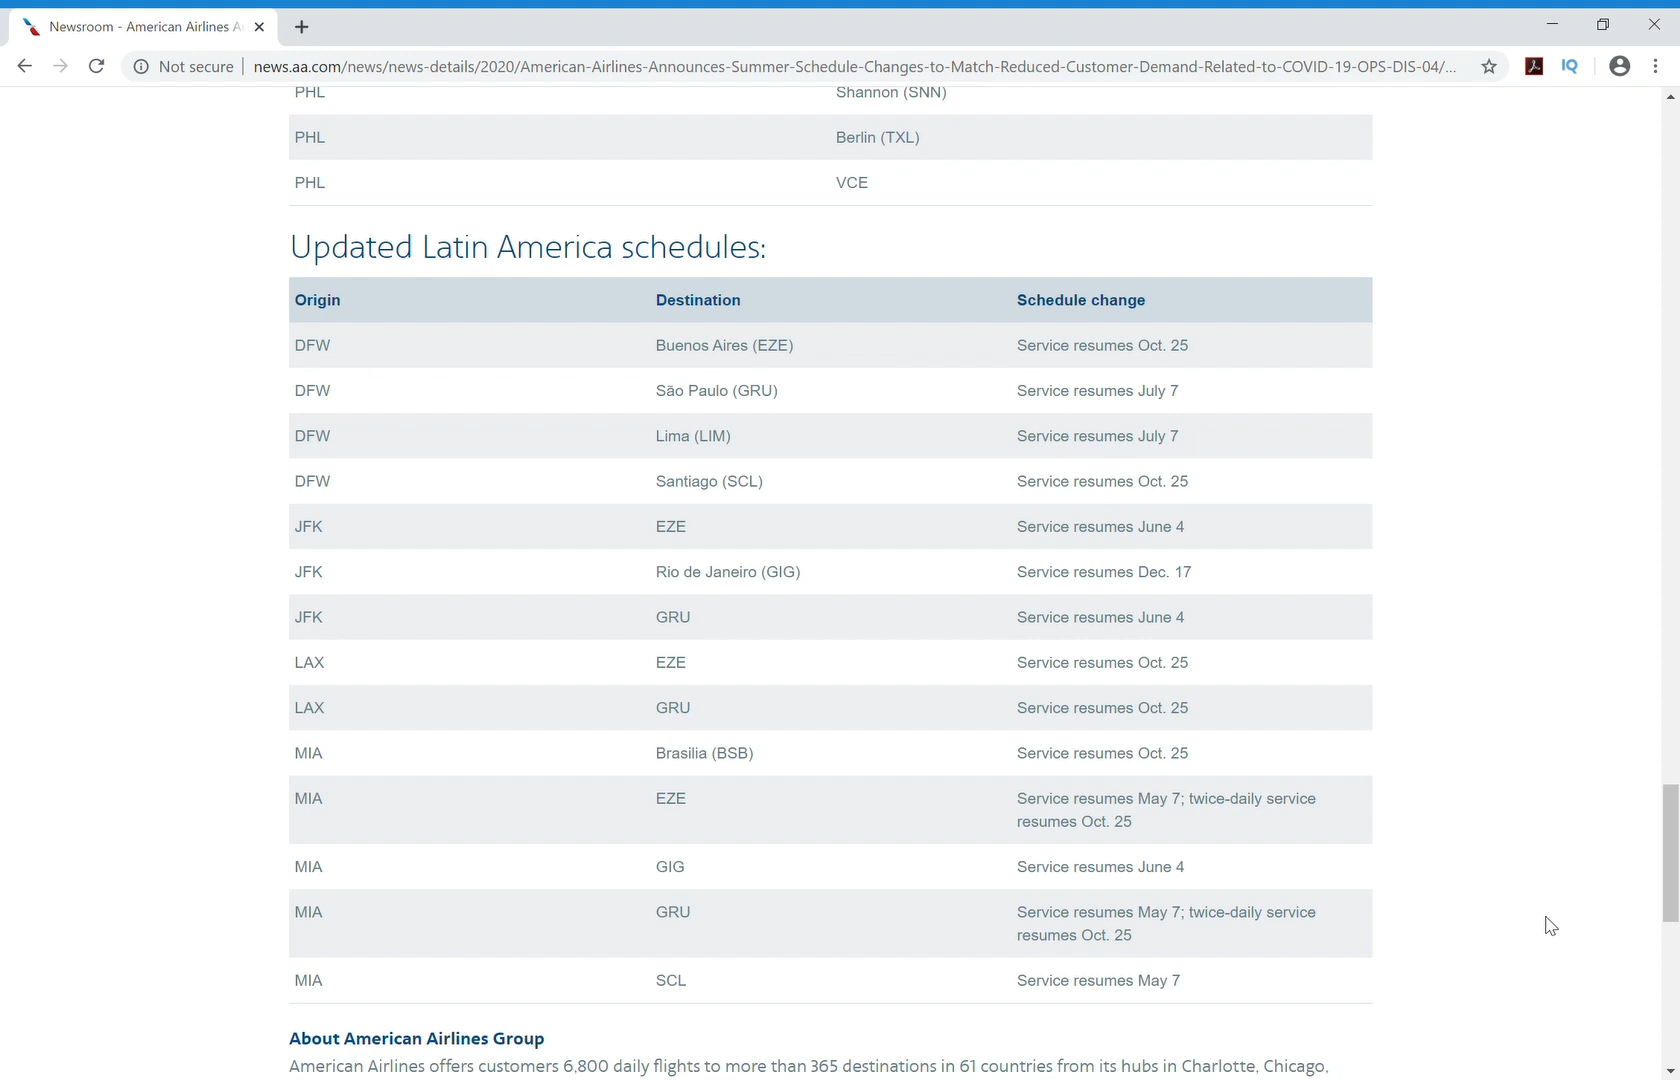 Newsroom - American Airlines A
Not secure
news.aa.com/news/news-details/2020/American-Airlines-Announces-Summer-Schedule-Changes-to-Match-Reduced-Customer-Demand-Related-to-COVID-19-OPS-DIS-04/...
IQ
PHL Shannon (SNN)
PHL Berlin (TXL)
PHL VCE
Updated Latin America schedules:
Origin Destination Schedule change
DFW Buenos Aires (EZE) Service resumes Oct. 25
DFW São Paulo (GRU) Service resumes July 7
DFW Lima (LIM) Service resumes July 7
DFW Santiago (SCL) Service resumes Oct. 25
JFK EZE Service resumes June 4
JFK Rio de Janeiro (GIG) Service resumes Dec. 17
JFK GRU Service resumes June 4
LAX EZE Service resumes Oct. 25
LAX GRU Service resumes Oct. 25
MIA Brasilia (BSB) Service resumes Oct. 25
MIA EZE Service resumes May 7; twice-daily service
resumes Oct. 25
MIA GIG Service resumes June 4
MIA GRU Service resumes May 7; twice-daily service
resumes Oct. 25
MIA SCL Service resumes May 7
About American Airlines Group
American Airlines offers customers 6,800 daily flights to more than 365 destinations in 61 countries from its hubs in Charlotte, Chicago,